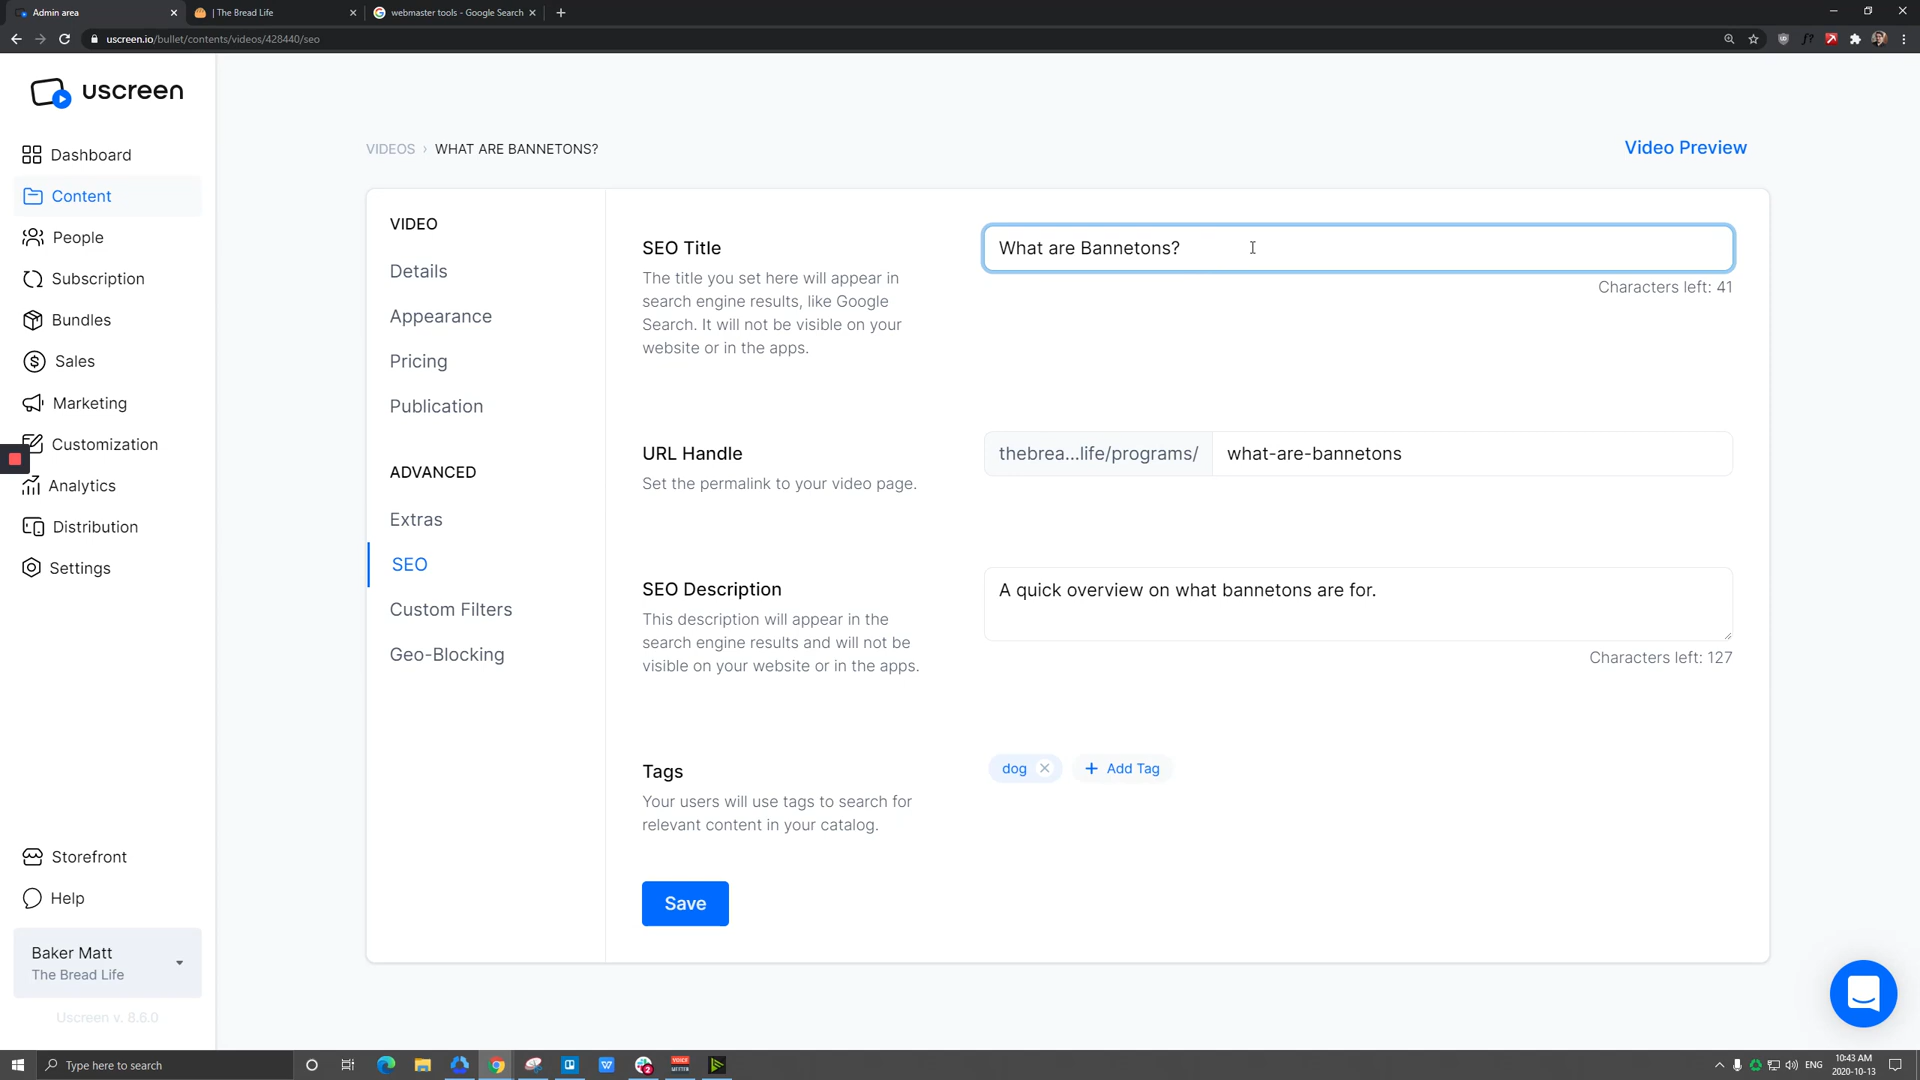 Admin area
| The Bread Life
webmaster tools - Google Search
uscreen.io/bullet/contents/videos/428440/seo
uscreen
Dashboard
Content
People
Subscription
Bundles
Sales
Marketing
Customization
Analytics
Distribution
Settings
Storefront
Help
Baker Matt
The Bread Life
Uscreen v. 8.6.0
VIDEOS › WHAT ARE BANNETONS?
Video Preview
VIDEO
Details
Appearance
Pricing
Publication
ADVANCED
Extras
SEO
Custom Filters
Geo-Blocking
SEO Title
The title you set here will appear in
search engine results, like Google
Search. It will not be visible on your
website or in the apps.
What are Bannetons?
Characters left: 41
URL Handle
Set the permalink to your video page.
thebrea...life/programs/ what-are-bannetons
SEO Description
This description will appear in the
search engine results and will not be
visible on your website or in the apps.
A quick overview on what bannetons are for.
Characters left: 127
Tags
Your users will use tags to search for
relevant content in your catalog.
dog
+ Add Tag
Save
Type here to search
ENG
10:43 AM
2020-10-13